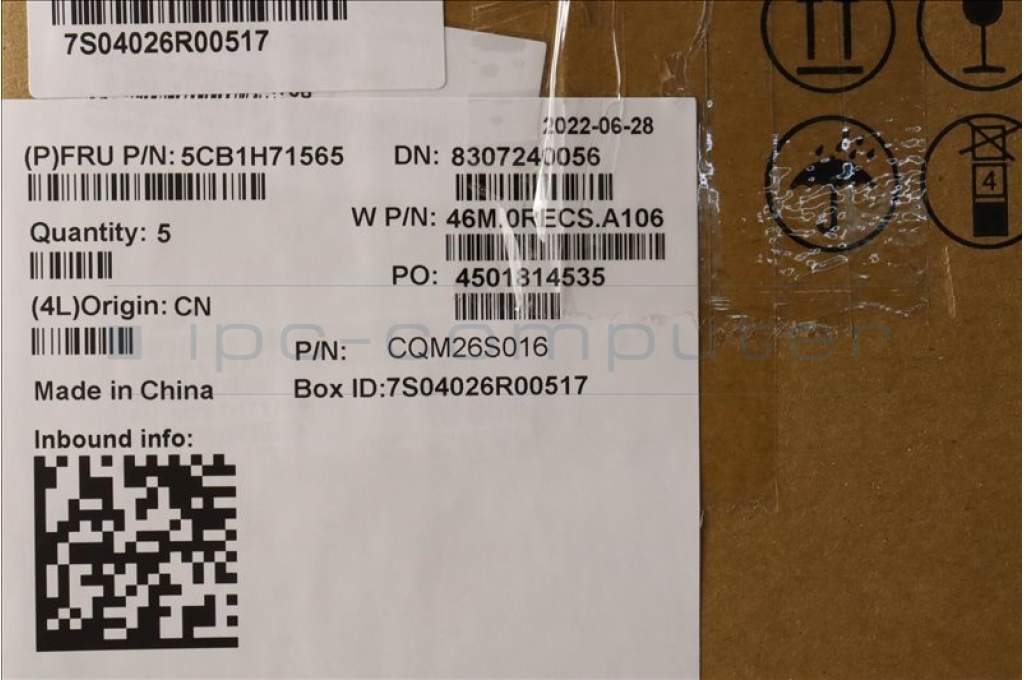 7S04026R00517
2022-06-28
(P)FRU P/N: 5CB1H71565
DN: 8307240056
Quantity: 5
W P/N: 46M.0RECS.A106
PO: 4501814535
(4L)Origin: CN
ipc-computer
P/N: CQM26S016
Made in China
Box ID:7S04026R00517
Inbound info:
4